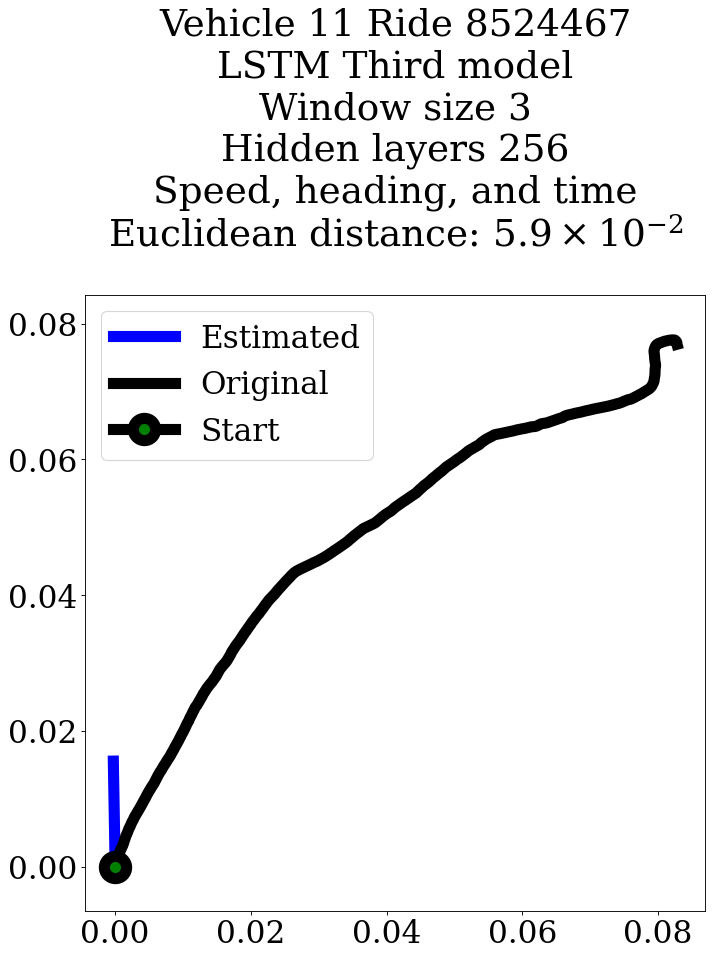 Vehicle 11 Ride 8524467
LSTM Third model
Window size 3
Hidden layers 256
Speed, heading, and time
Euclidean distance: 5.9 × 10⁻²
Estimated
Original
Start
0.08
0.06
0.04
0.02
0.00
0.00 0.02 0.04 0.06 0.08